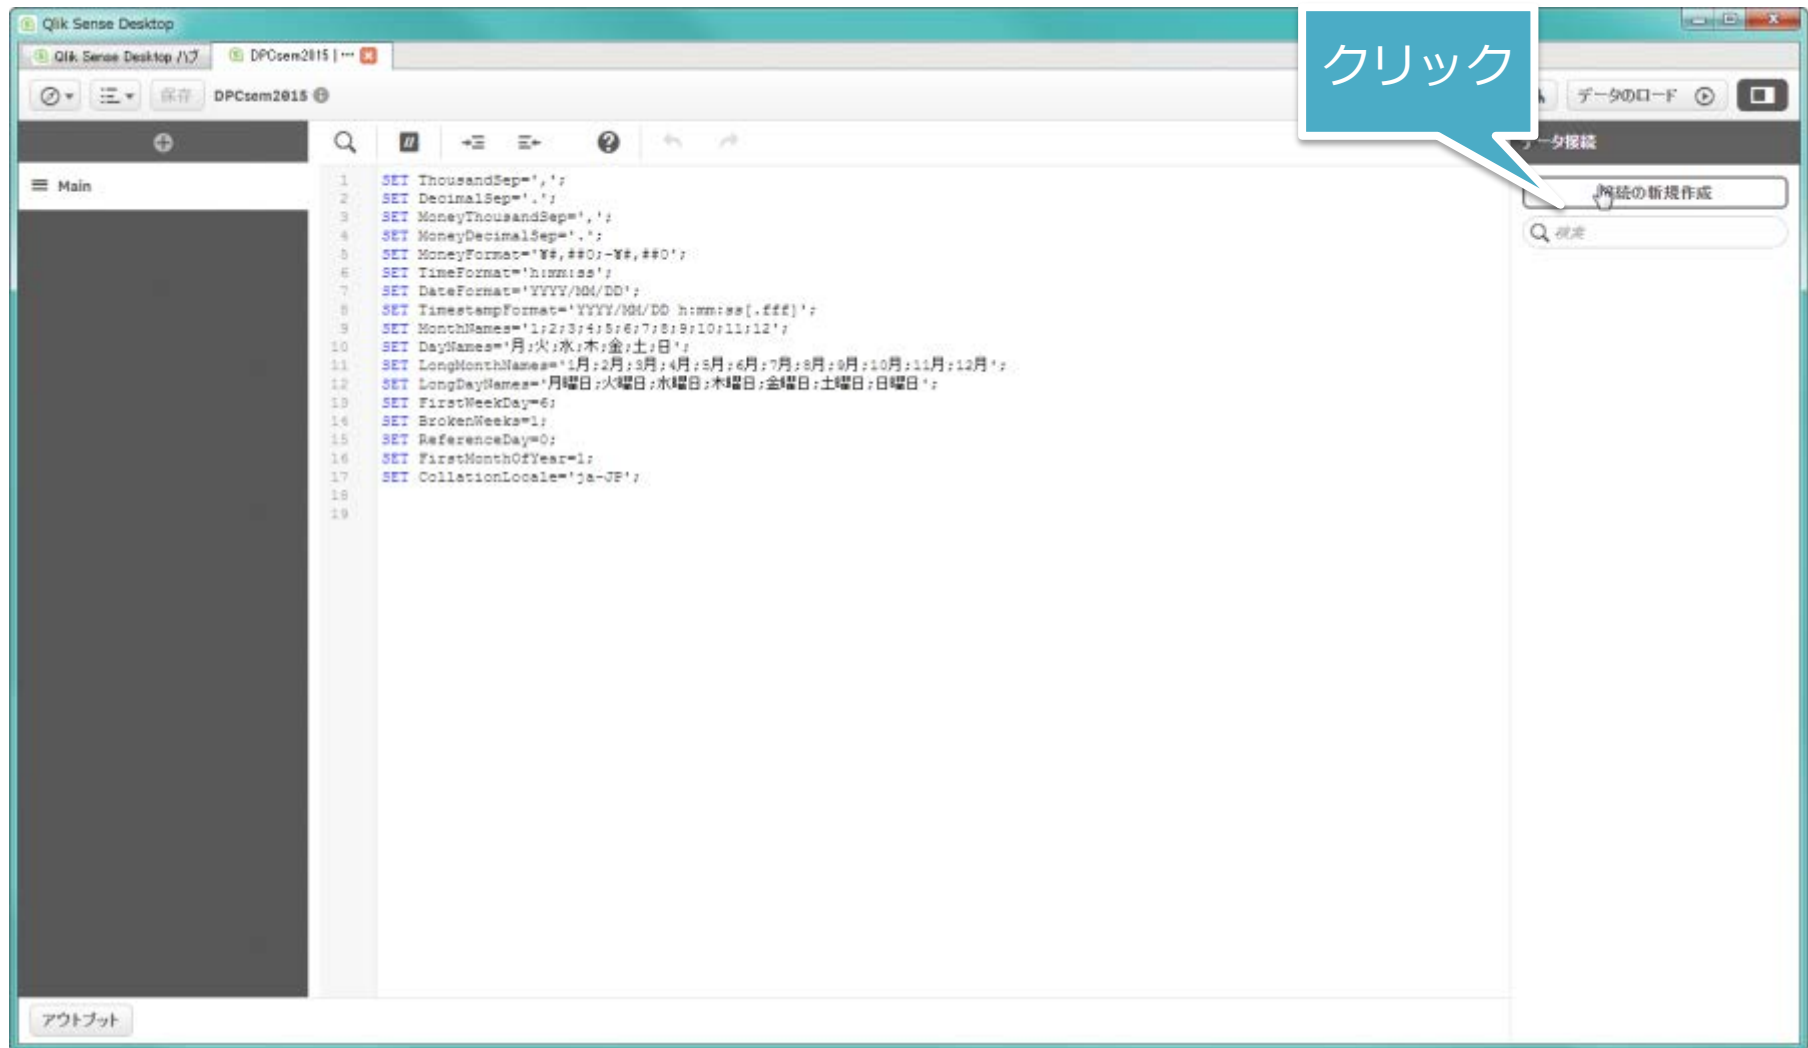 Qlik Sense Desktop
Qlik Sense Desktop ハブ
DPCsem2015 | ...
保存
DPCsem2015
データのロード
クリック
データ接続
接続の新規作成
検索
Main
1 SET ThousandSep=',';
2 SET DecimalSep='.';
3 SET MoneyThousandSep=',';
4 SET MoneyDecimalSep='.';
5 SET MoneyFormat='¥#,##0;-¥#,##0';
6 SET TimeFormat='h:mm:ss';
7 SET DateFormat='YYYY/MM/DD';
8 SET TimestampFormat='YYYY/MM/DD h:mm:ss[.fff]';
9 SET MonthNames='1;2;3;4;5;6;7;8;9;10;11;12';
10 SET DayNames='月;火;水;木;金;土;日';
11 SET LongMonthNames='1月;2月;3月;4月;5月;6月;7月;8月;9月;10月;11月;12月';
12 SET LongDayNames='月曜日;火曜日;水曜日;木曜日;金曜日;土曜日;日曜日';
13 SET FirstWeekDay=6;
14 SET BrokenWeeks=1;
15 SET ReferenceDay=0;
16 SET FirstMonthOfYear=1;
17 SET CollationLocale='ja-JP';
18
19
アウトプット